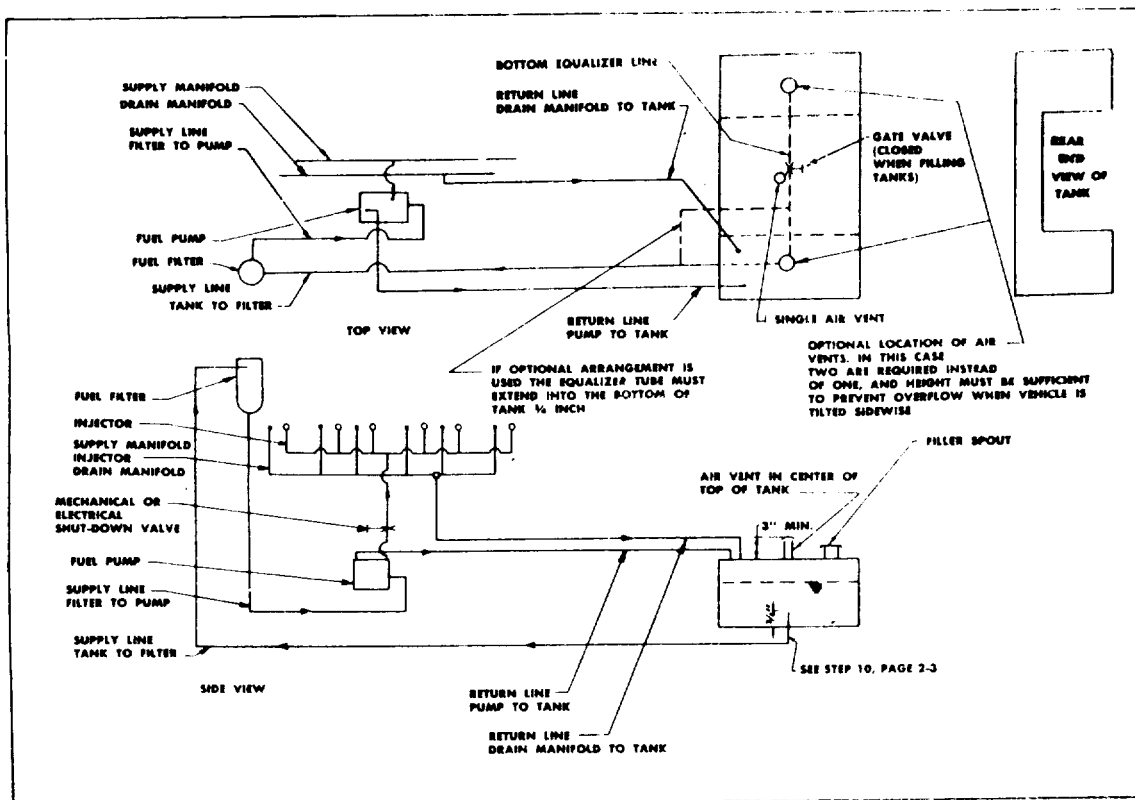 SUPPLY MANIFOLD
DRAIN MANIFOLD
SUPPLY LINE
FILTER TO PUMP
FUEL PUMP
FUEL FILTER
SUPPLY LINE
TANK TO FILTER
TOP VIEW
BOTTOM EQUALIZER LINE
RETURN LINE
DRAIN MANIFOLD TO TANK
GATE VALVE
(CLOSED
WHEN FILLING
TANKS)
REAR
END
VIEW OF
TANK
SINGLE AIR VENT
RETURN LINE
PUMP TO TANK
IF OPTIONAL ARRANGEMENT IS
USED THE EQUALIZER TUBE MUST
EXTEND INTO THE BOTTOM OF
TANK ¾ INCH
OPTIONAL LOCATION OF AIR
VENTS. IN THIS CASE
TWO ARE REQUIRED INSTEAD
OF ONE, AND HEIGHT MUST BE SUFFICIENT
TO PREVENT OVERFLOW WHEN VEHICLE IS
TILTED SIDEWISE
FUEL FILTER
INJECTOR
SUPPLY MANIFOLD
INJECTOR
DRAIN MANIFOLD
MECHANICAL OR
ELECTRICAL
SHUT-DOWN VALVE
FUEL PUMP
SUPPLY LINE
FILTER TO PUMP
SUPPLY LINE
TANK TO FILTER
SIDE VIEW
FILLER SPOUT
AIR VENT IN CENTER OF
TOP OF TANK
3" MIN.
SEE STEP 10, PAGE 2-3
RETURN LINE
PUMP TO TANK
RETURN LINE
DRAIN MANIFOLD TO TANK